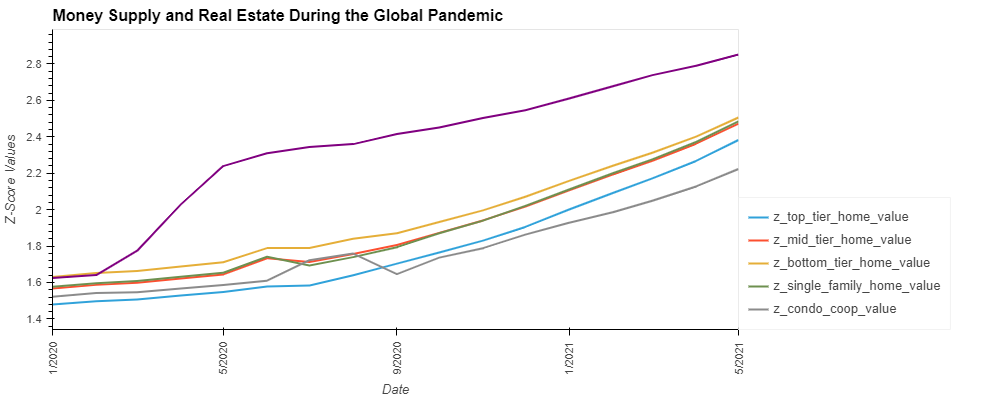 Money Supply and Real Estate During the Global Pandemic
Z-Score Values
2.8
2.6
2.4
2.2
2
1.8
1.6
1.4
1/2020
5/2020
9/2020
1/2021
5/2021
Date
z_top_tier_home_value
z_mid_tier_home_value
z_bottom_tier_home_value
z_single_family_home_value
z_condo_coop_value